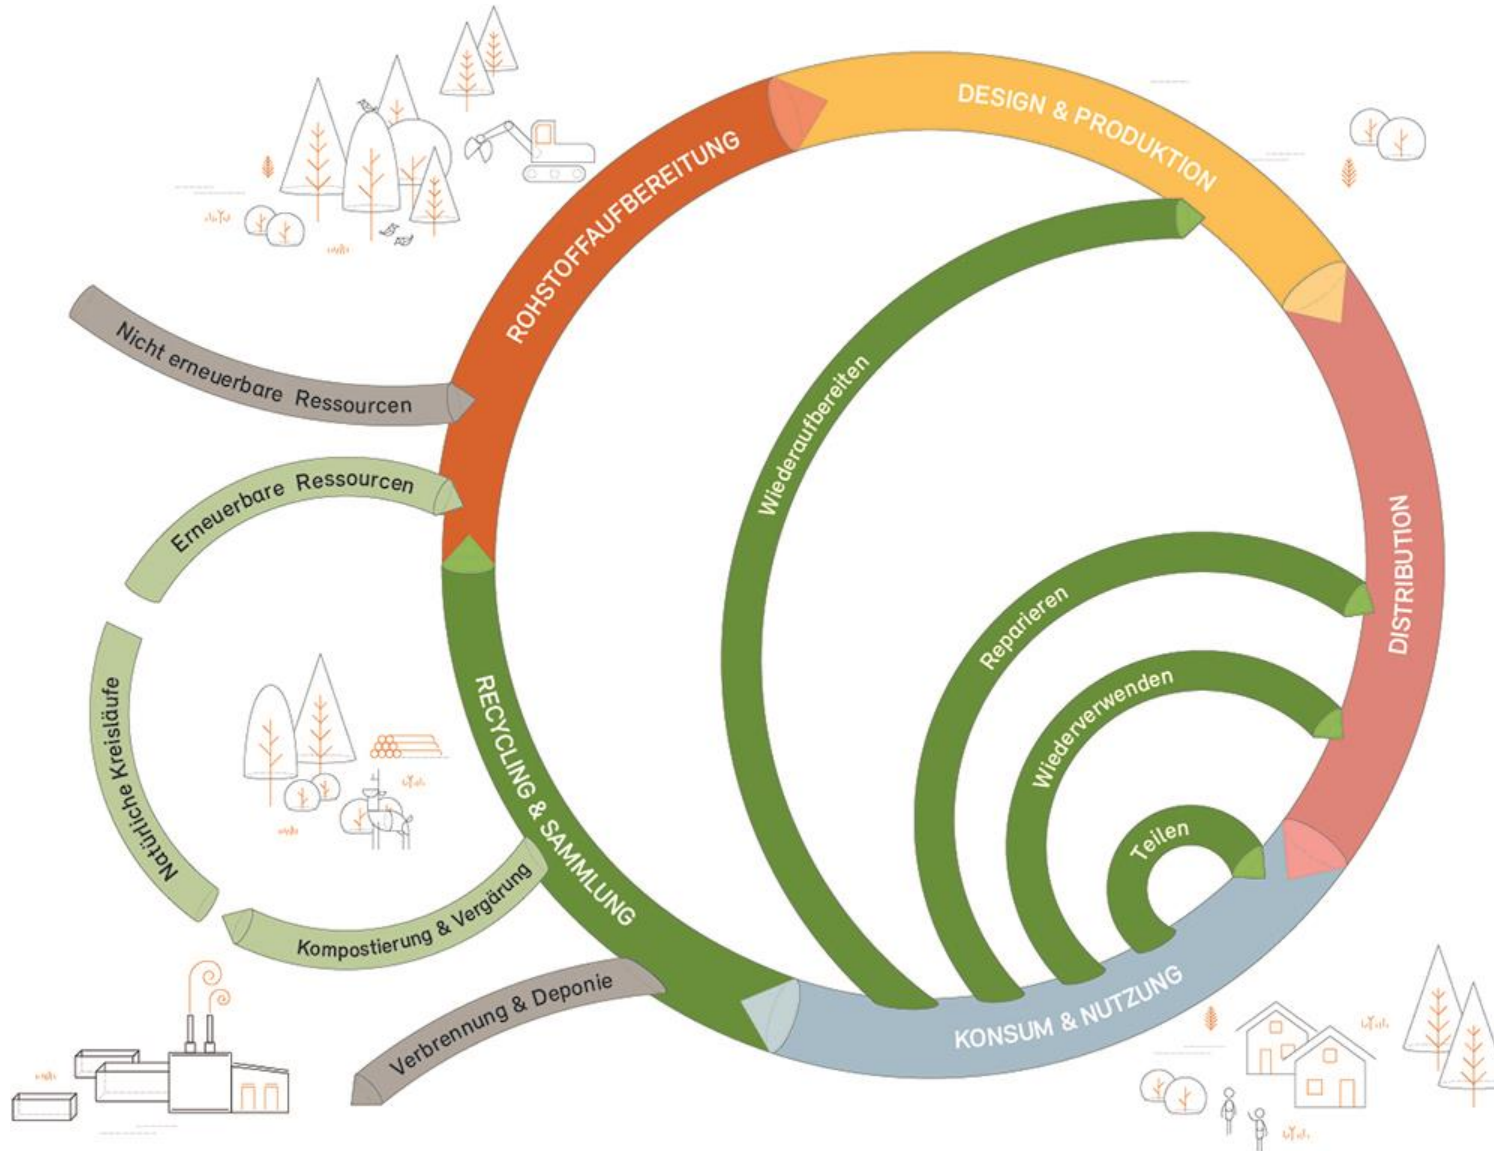 DESIGN & PRODUKTION
ROHSTOFFAUFBEREITUNG
Nicht erneuerbare Ressourcen
Wiederaufbereiten
Erneuerbare Ressourcen
DISTRIBUTION
Reparieren
Wiederverwenden
Natürliche Kreisläufe
RECYCLING & SAMMLUNG
Teilen
Kompostierung & Vergärung
Verbrennung & Deponie
KONSUM & NUTZUNG